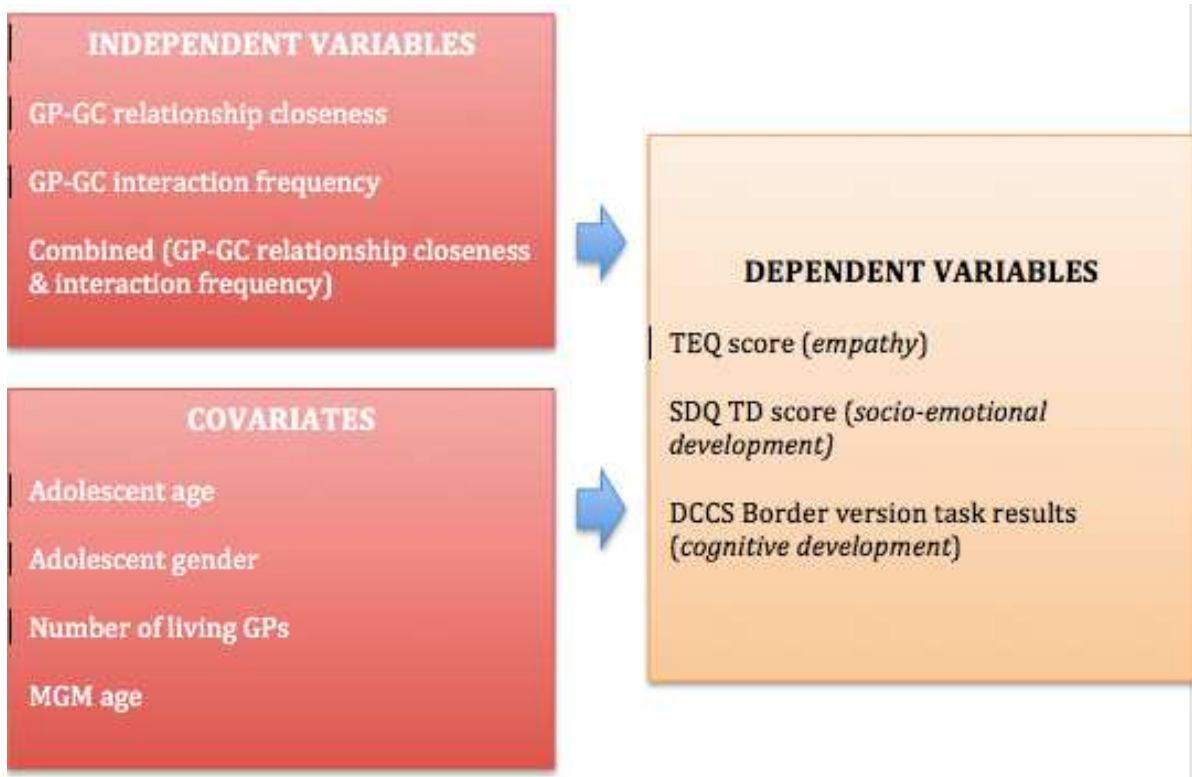 INDEPENDENT VARIABLES
GP-GC relationship closeness
GP-GC interaction frequency
Combined (GP-GC relationship closeness
& interaction frequency)
COVARIATES
Adolescent age
Adolescent gender
Number of living GPs
MGM age
DEPENDENT VARIABLES
TEQ score (empathy)
SDQ TD score (socio-emotional
development)
DCCS Border version task results
(cognitive development)